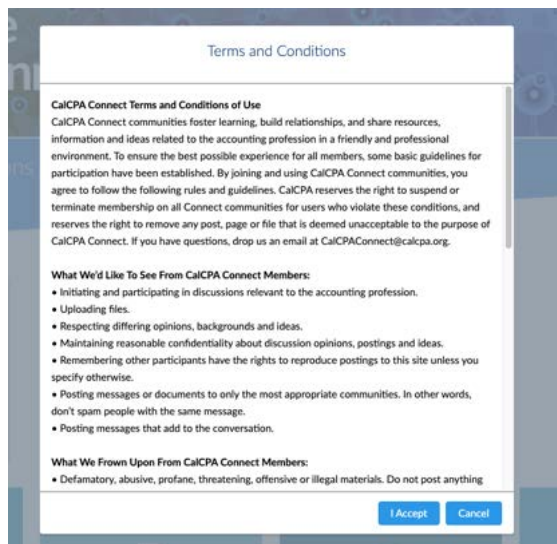 Terms and Conditions
CalCPA Connect Terms and Conditions of Use
CalCPA Connect communities foster learning, build relationships, and share resources,
information and ideas related to the accounting profession in a friendly and professional
environment. To ensure the best possible experience for all members, some basic guidelines for
participation have been established. By joining and using CalCPA Connect communities, you
agree to follow the following rules and guidelines. CalCPA reserves the right to suspend or
terminate membership on all Connect communities for users who violate these conditions, and
reserves the right to remove any post, page or file that is deemed unacceptable to the purpose of
CalCPA Connect. If you have questions, drop us an email at CalCPAConnect@calcpa.org.
What We'd Like To See From CalCPA Connect Members:
• Initiating and participating in discussions relevant to the accounting profession.
• Uploading files.
• Respecting differing opinions, backgrounds and ideas.
• Maintaining reasonable confidentiality about discussion opinions, postings and ideas.
• Remembering other participants have the rights to reproduce postings to this site unless you
specify otherwise.
• Posting messages or documents to only the most appropriate communities. In other words,
don't spam people with the same message.
• Posting messages that add to the conversation.
What We Frown Upon From CalCPA Connect Members:
• Defamatory, abusive, profane, threatening, offensive or illegal materials. Do not post anything
I Accept
Cancel